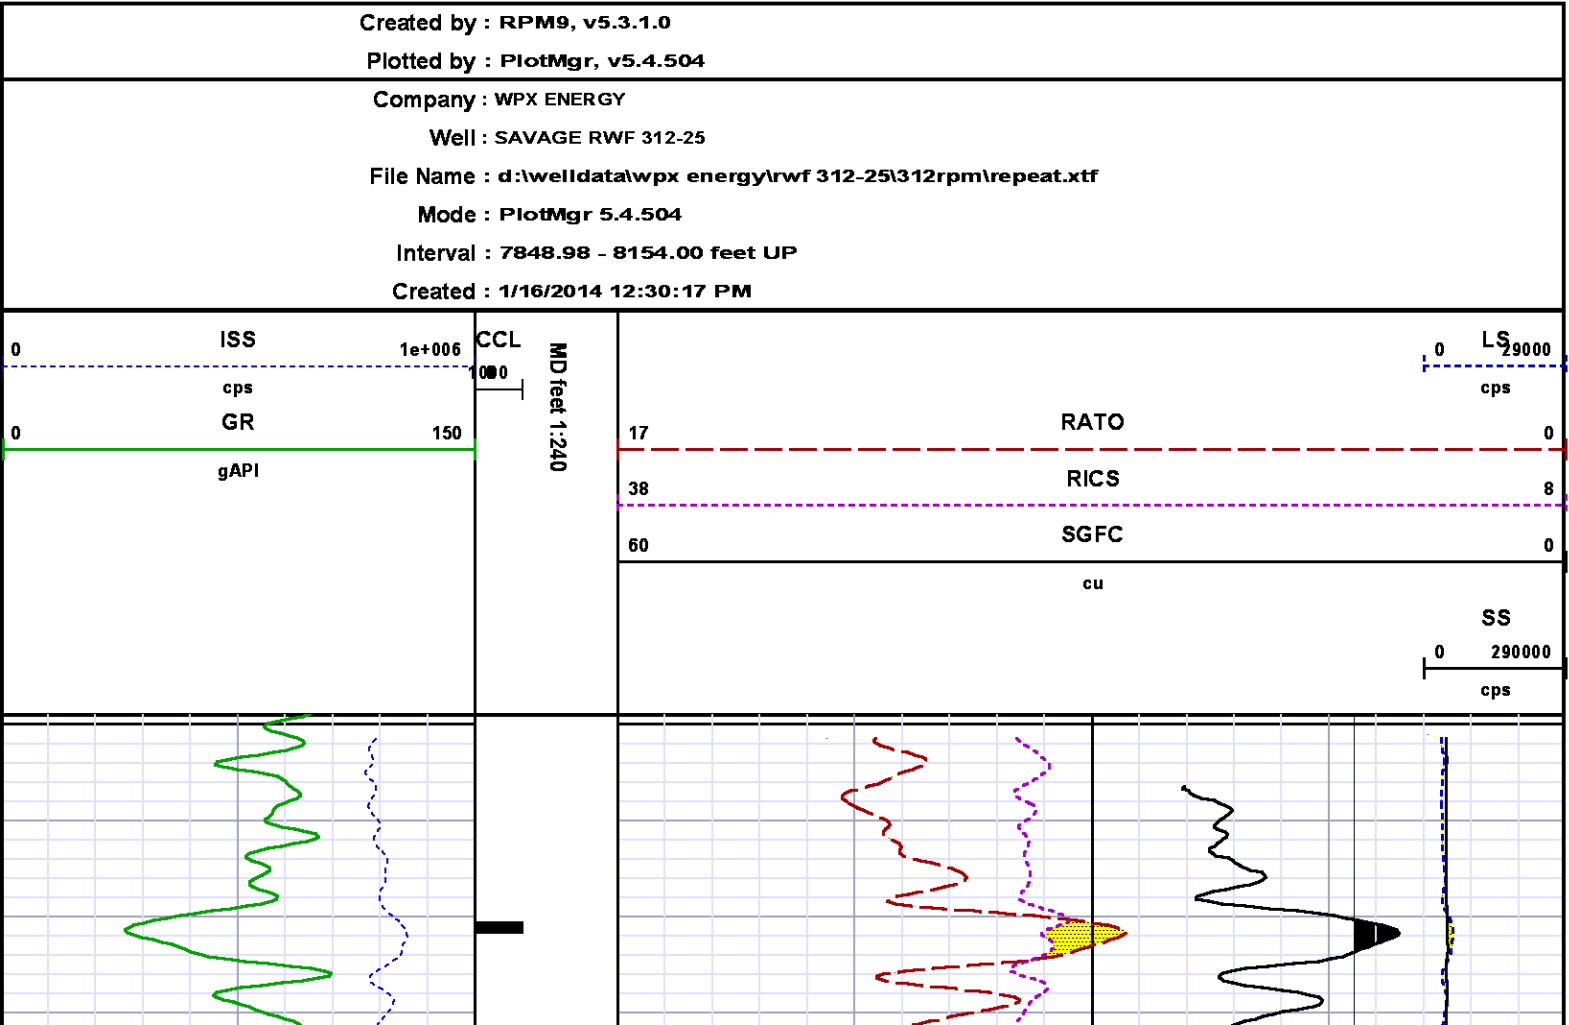 Created by : RPM9, v5.3.1.0
Plotted by : PlotMgr, v5.4.504
Company : WPX ENERGY
Well : SAVAGE RWF 312-25
File Name : d:\welldata\wpx energy\rwf 312-25\312rpm\repeat.xtf
Mode : PlotMgr 5.4.504
Interval : 7848.98 - 8154.00 feet UP
Created : 1/16/2014 12:30:17 PM
ISS
0 1e+006
cps
GR
0 150
gAPI
CCL
MD feet 1:240
LS
0 29000
cps
RATO
17 0
RICS
38 8
SGFC
60 0
cu
SS
0 290000
cps